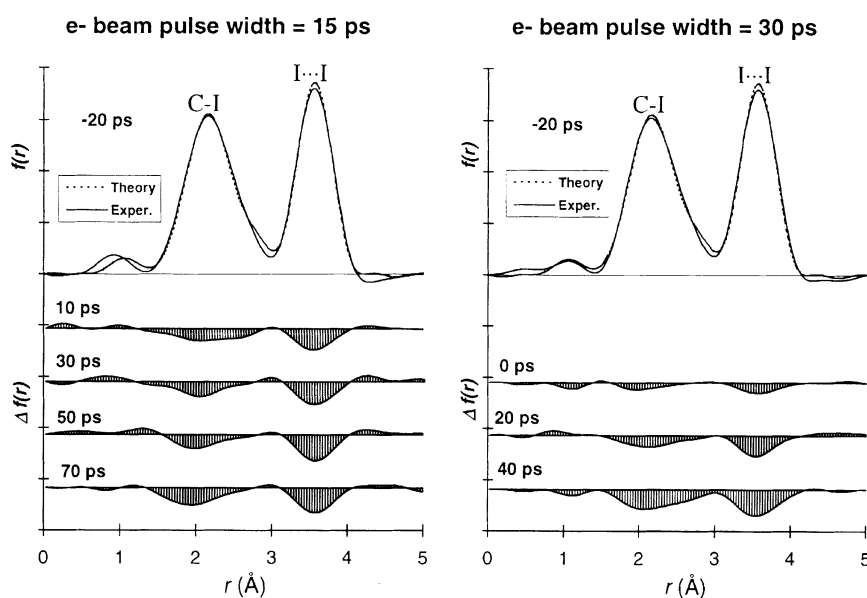 e- beam pulse width = 15 ps
C-I
I···I
-20 ps
f(r)
Theory
Exper.
10 ps
30 ps
50 ps
70 ps
Δ f(r)
0 1 2 3 4 5
r (Å)
e- beam pulse width = 30 ps
C-I
I···I
-20 ps
f(r)
Theory
Exper.
0 ps
20 ps
40 ps
Δ f(r)
0 1 2 3 4 5
r (Å)